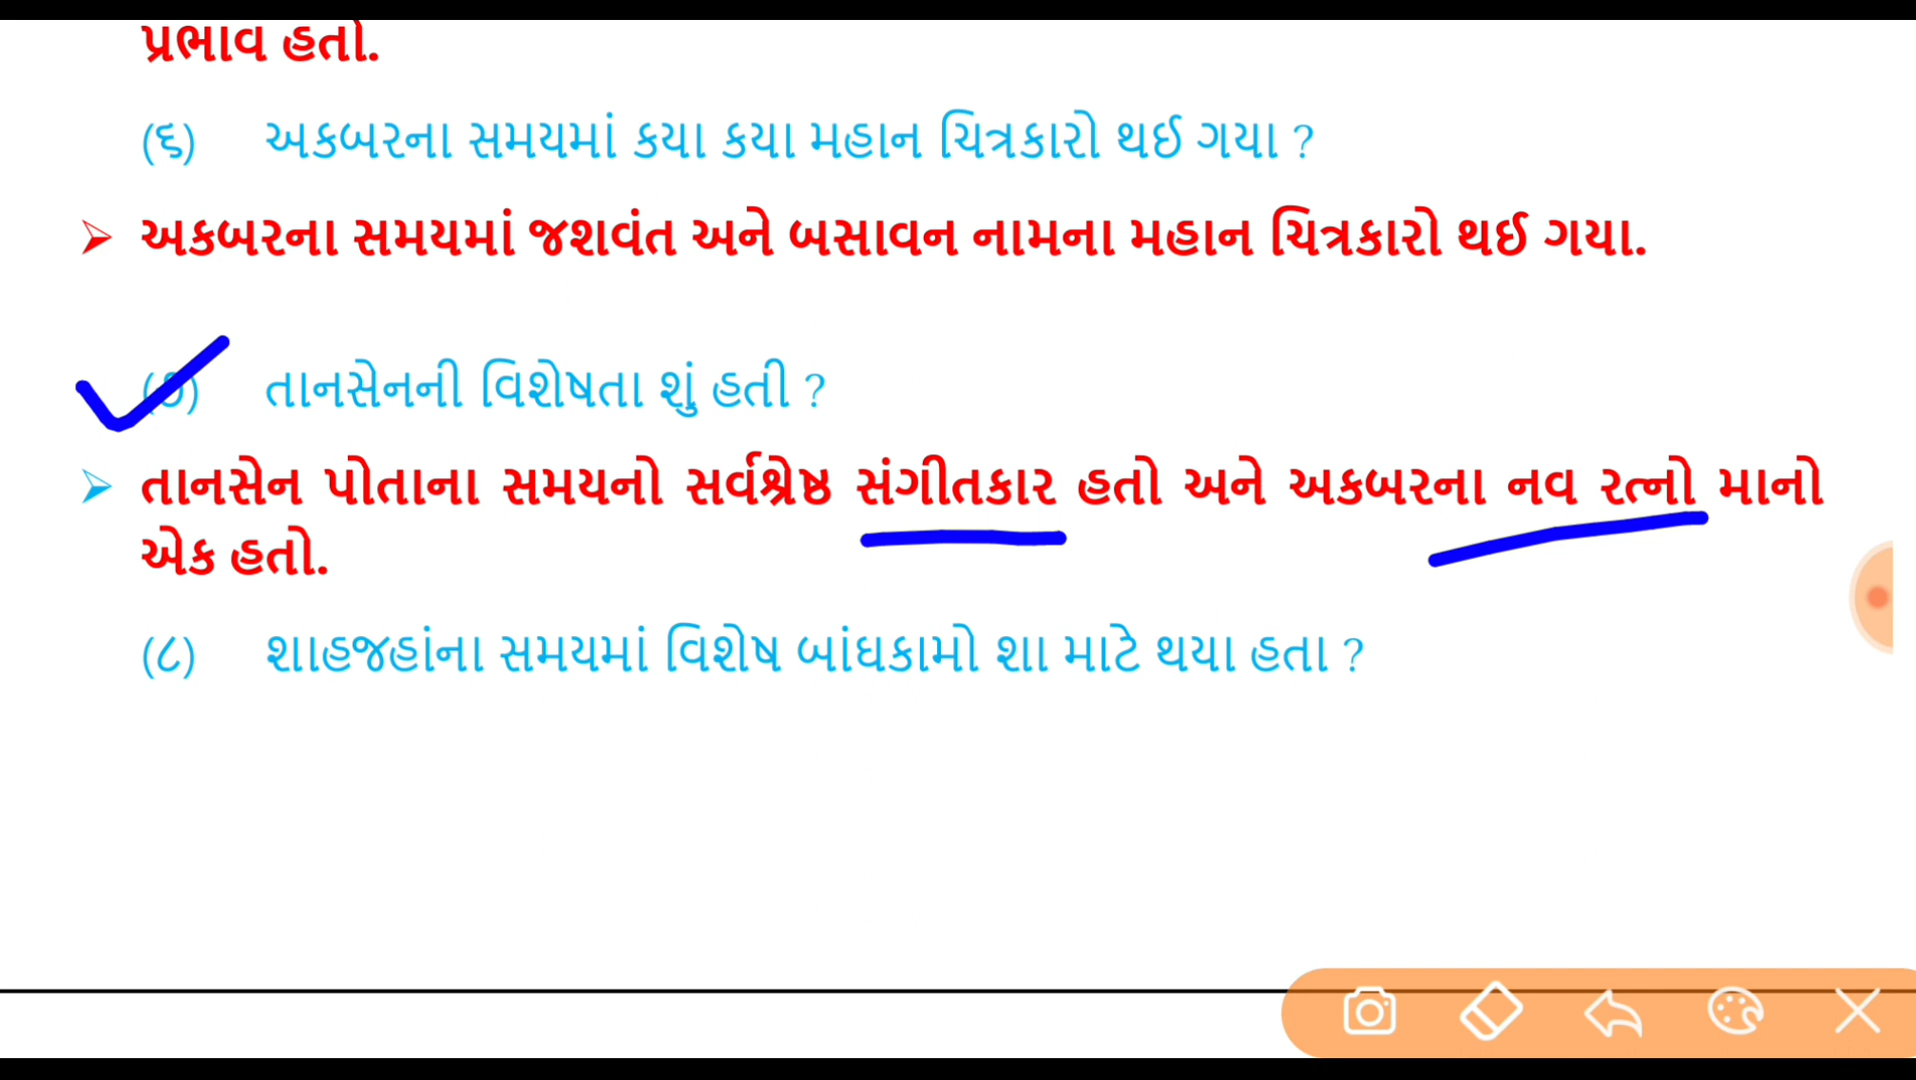 પ્રભાવ હતો.
(૬) અકબરના સમયમાં કયા કયા મહાન ચિત્રકારો થઈ ગયા ?
➢ અકબરના સમયમાં જશવંત અને બસાવન નામના મહાન ચિત્રકારો થઈ ગયા.
(૭) તાનસેનની વિશેષતા શું હતી ?
➢ તાનસેન પોતાના સમયનો સર્વશ્રેષ્ઠ સંગીતકાર હતો અને અકબરના નવ રત્નો માનો
એક હતો.
(૮) શાહજહાંના સમયમાં વિશેષ બાંધકામો શા માટે થયા હતા ?